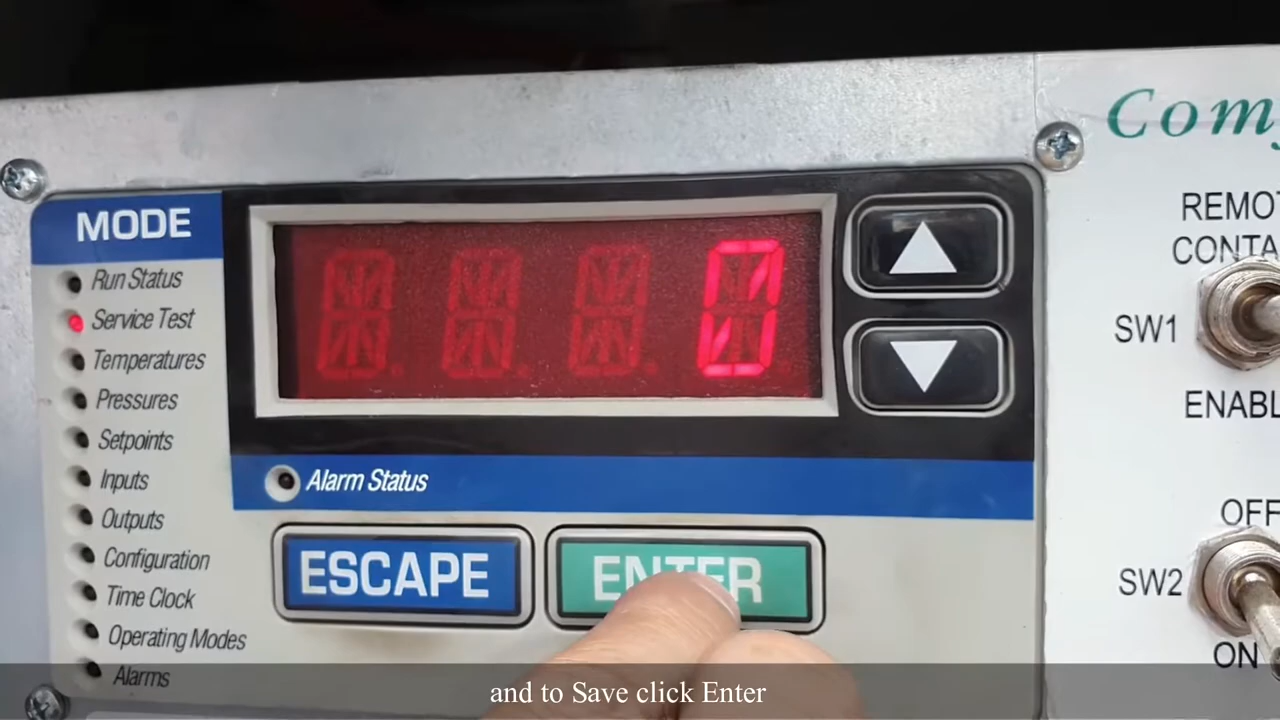 MODE
Run Status
Service Test
Temperatures
Pressures
Setpoints
Inputs
Outputs
Configuration
Time Clock
Operating Modes
Alarms
0
Alarm Status
ESCAPE
ENTER
SW1
ENABL
OFF
SW2
ON
and to Save click Enter